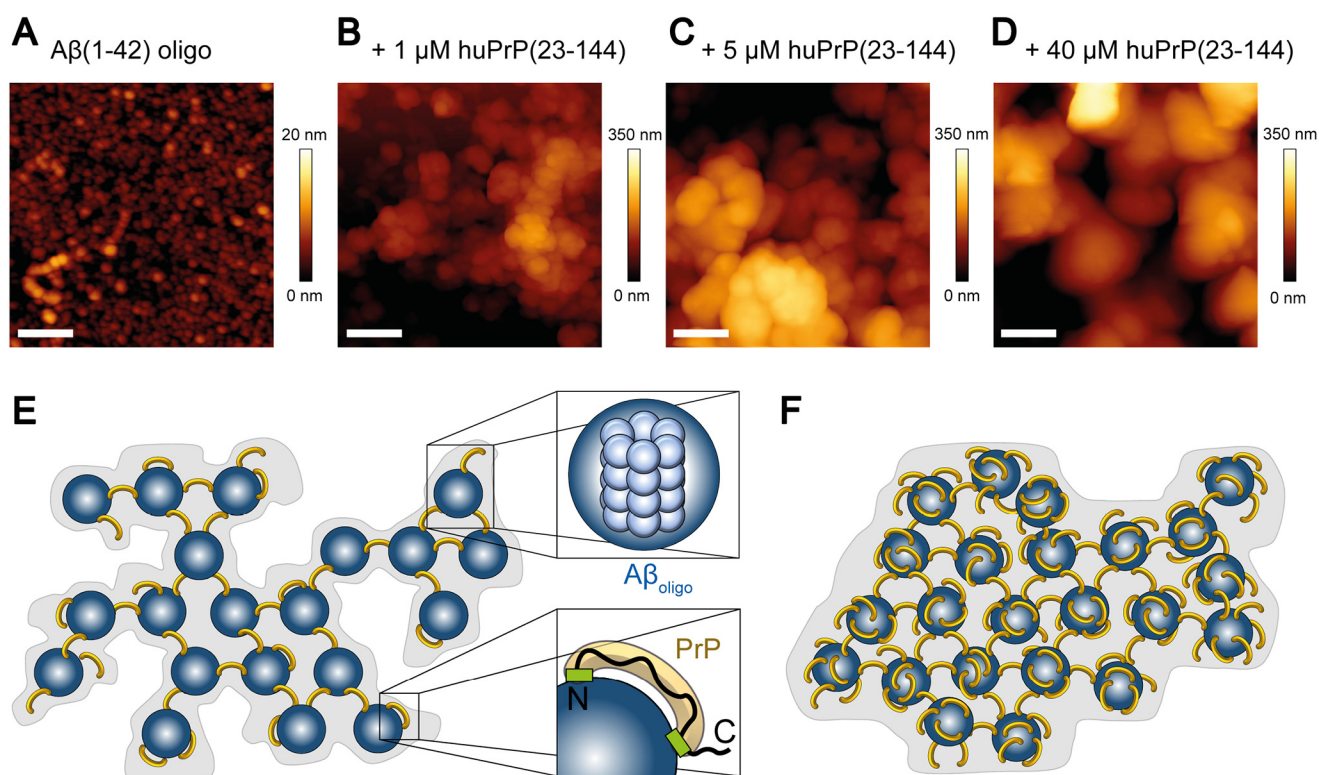 A
Aβ(1-42) oligo
20 nm
0 nm
B
+ 1 µM huPrP(23-144)
350 nm
0 nm
C
+ 5 µM huPrP(23-144)
350 nm
0 nm
D
+ 40 µM huPrP(23-144)
350 nm
0 nm
E
Aβoligo
PrP
N
C
F